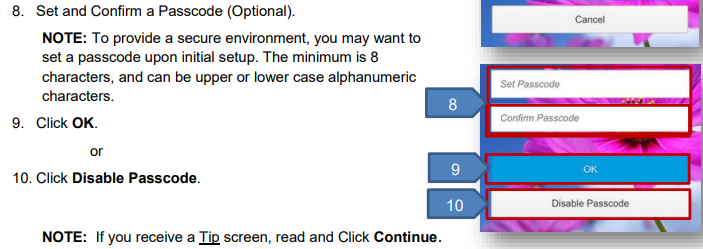 8. Set and Confirm a Passcode (Optional).
NOTE: To provide a secure environment, you may want to
set a passcode upon initial setup. The minimum is 8
characters, and can be upper or lower case alphanumeric
characters.
9. Click OK.
or
10. Click Disable Passcode.
NOTE: If you receive a Tip screen, read and Click Continue.
Cancel
8
Set Passcode
Confirm Passcode
9
OK
10
Disable Passcode